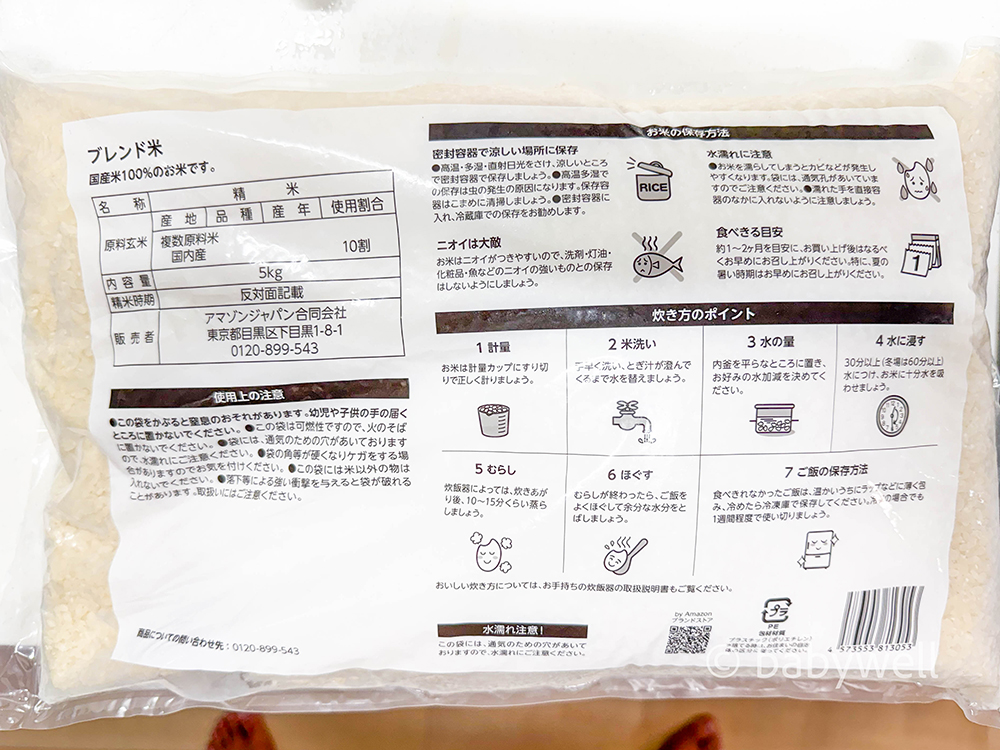 ブレンド米
国産米100%のお米です。
名称 精米
原料玄米 産地 品種 産年 使用割合
複数原料米
国内産 10割
内容量 5kg
精米時期 反対面記載
販売者 アマゾンジャパン合同会社
東京都目黒区下目黒1-8-1
0120-899-543
使用上の注意
●この袋をかぶると窒息のおそれがあります。幼児や子供の手の届く
ところに置かないでください。●この袋は可燃性ですので、火のそば
に置かないでください。●袋には、通気のための穴があいております
ので、水濡れにご注意ください。●袋の角等が硬くなりケガをする場
合がありますのでお気を付けください。●この袋には米以外の物は
入れないでください。●落下等による強い衝撃を与えると袋が破れる
ことがあります。取扱いにはご注意ください。
商品についての問い合わせ先:0120-899-543
お米の保存方法
密封容器で涼しい場所に保存
●高温・多湿・直射日光をさけ、涼しいところ
で密封容器で保存しましょう。●高温多湿で
の保存は虫の発生の原因になります。保存容
器はこまめに清掃しましょう。●密封容器に
入れ、冷蔵庫での保存をお勧めします。
RICE
水濡れに注意
●お米を濡らしてしまうとカビなどが発生し
やすくなります。袋には、通気孔があいていま
すのでご注意ください。●濡れた手を直接容
器のなかに入れないように注意しましょう。
ニオイは大敵
お米はニオイがつきやすいので、洗剤・灯油・
化粧品・魚などのニオイの強いものとの保存
はしないようにしましょう。
食べきる目安
約1~2ヶ月を目安に、お買い上げ後はなるべ
くお早めにお召し上がりください。特に、夏の
暑い時期はお早めにお召し上がりください。
1
炊き方のポイント
1 計量
お米は計量カップにすり切
りで正しく計りましょう。
2 米洗い
手早く洗い、とぎ汁が澄んで
くるまで水を替えましょう。
3 水の量
内釜を平らなところに置き、
お好みの水加減を決めてく
ださい。
4 水に浸す
30分以上(冬場は60分以上)
水につけ、お米に十分水を吸
わせましょう。
5 むらし
炊飯器によっては、炊きあが
り後、10~15分くらい蒸ら
しましょう。
6 ほぐす
むらしが終わったら、ご飯を
よくほぐして余分な水分をと
ばしましょう。
7 ご飯の保存方法
食べきれなかったご飯は、温かいうちにラップなどに薄く包
み、冷めたら冷凍庫で保存してください。冷凍の場合でも
1週間程度で使い切りましょう。
おいしい炊き方については、お手持ちの炊飯器の取扱説明書もご覧ください。
水濡れ注意!
この袋には、通気のための穴があいて
おりますので、水濡れにご注意ください。
by Amazon
ブランドストア
プラ
PE
包材材質
プラスチック(ポリエチレン)
4573553813053
© babywell